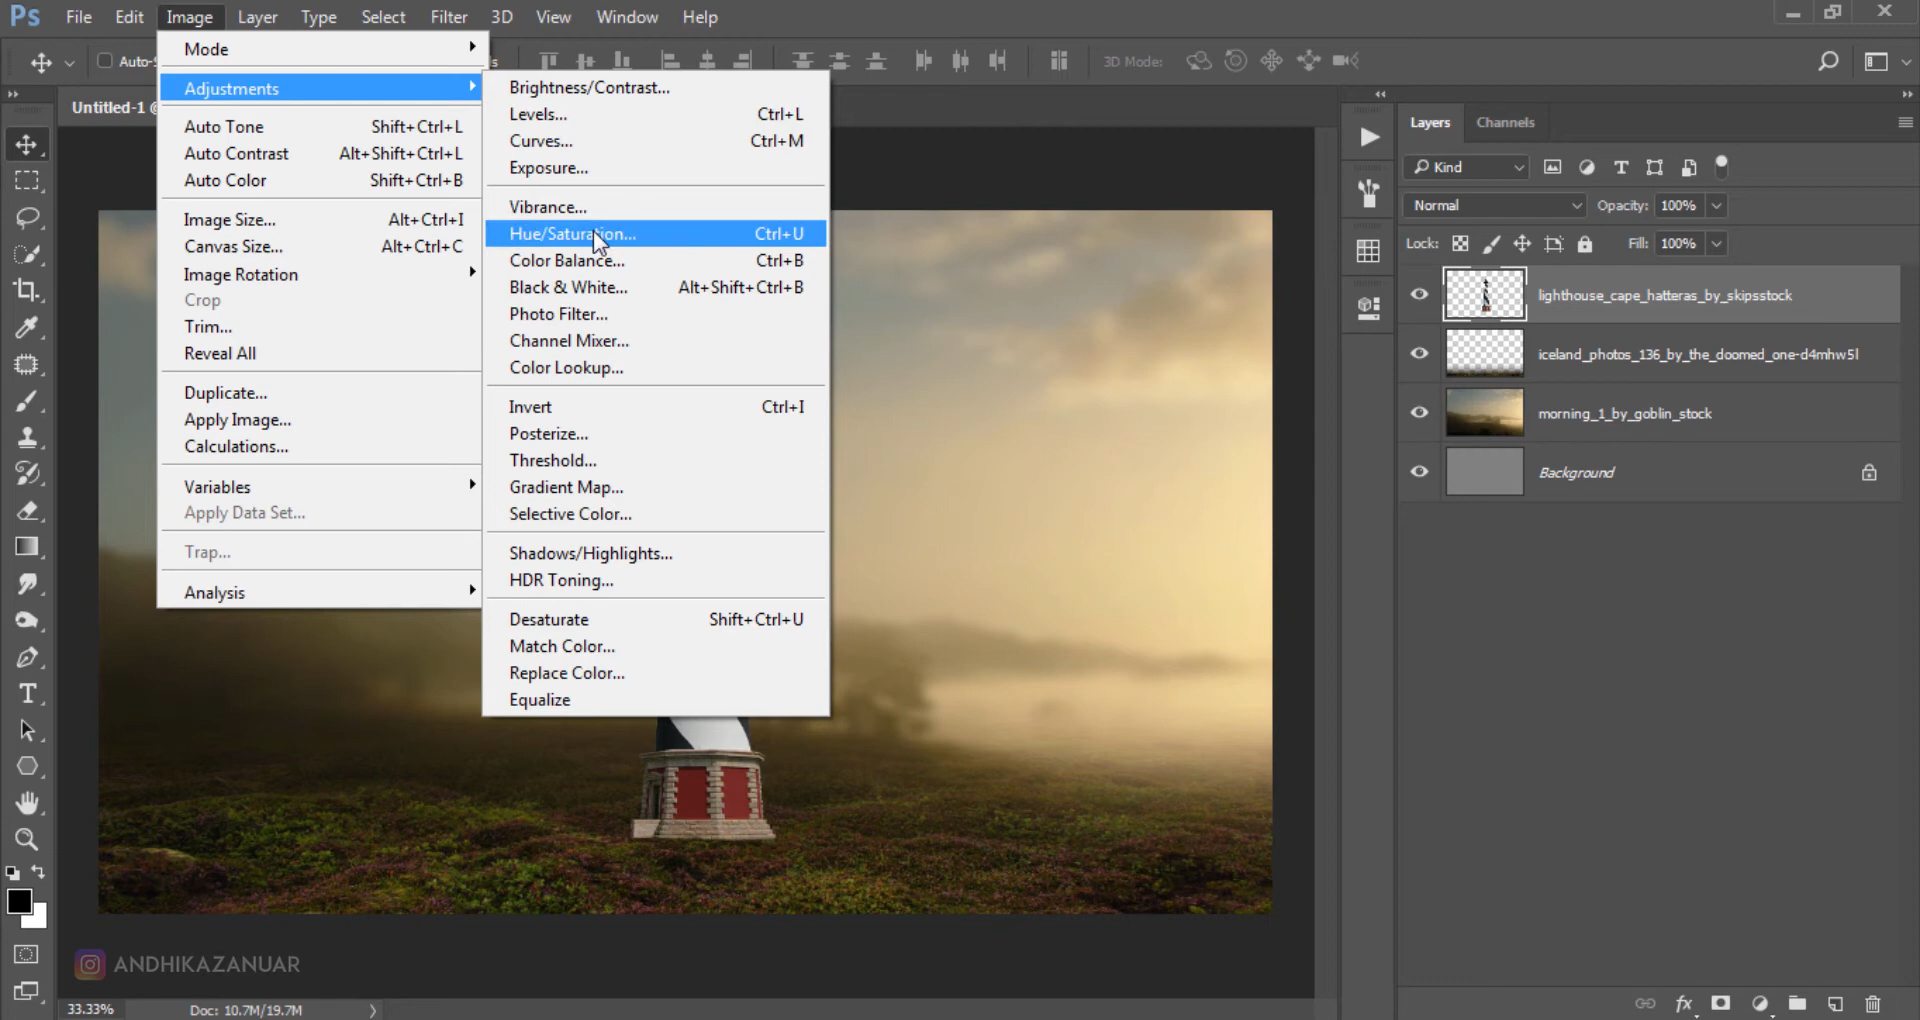 Ps File Edit Image Layer Type Select Filter 3D View Window Help
Auto-S
3D Mode:
Untitled-1 @
Mode
Adjustments
Auto Tone Shift+Ctrl+L
Auto Contrast Alt+Shift+Ctrl+L
Auto Color Shift+Ctrl+B
Image Size... Alt+Ctrl+I
Canvas Size... Alt+Ctrl+C
Image Rotation
Crop
Trim...
Reveal All
Duplicate...
Apply Image...
Calculations...
Variables
Apply Data Set...
Trap...
Analysis
Brightness/Contrast...
Levels... Ctrl+L
Curves... Ctrl+M
Exposure...
Vibrance...
Hue/Saturation... Ctrl+U
Color Balance... Ctrl+B
Black & White... Alt+Shift+Ctrl+B
Photo Filter...
Channel Mixer...
Color Lookup...
Invert Ctrl+I
Posterize...
Threshold...
Gradient Map...
Selective Color...
Shadows/Highlights...
HDR Toning...
Desaturate Shift+Ctrl+U
Match Color...
Replace Color...
Equalize
Layers Channels
Kind
Normal Opacity: 100%
Lock: Fill: 100%
lighthouse_cape_hatteras_by_skipsstock
iceland_photos_136_by_the_doomed_one-d4mhw5l
morning_1_by_goblin_stock
Background
ANDHIKAZANUAR
33.33% Doc: 10.7M/19.7M
fx